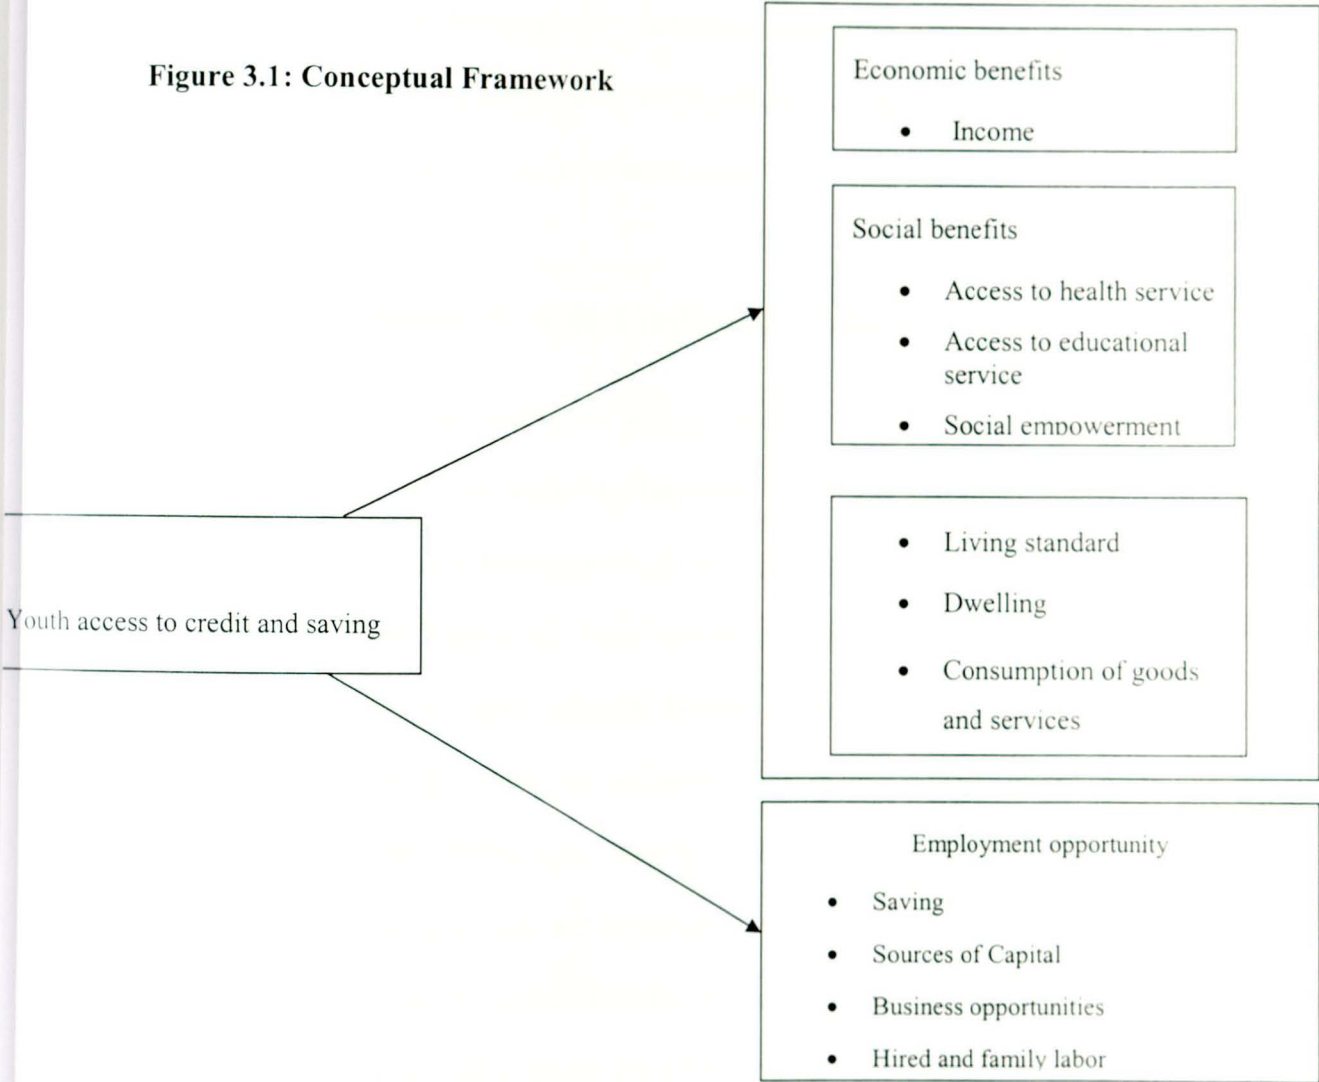 Figure 3.1: Conceptual Framework
Economic benefits
• Income
Social benefits
• Access to health service
• Access to educational
service
• Social empowerment
• Living standard
• Dwelling
• Consumption of goods
and services
Youth access to credit and saving
Employment opportunity
• Saving
• Sources of Capital
• Business opportunities
• Hired and family labor